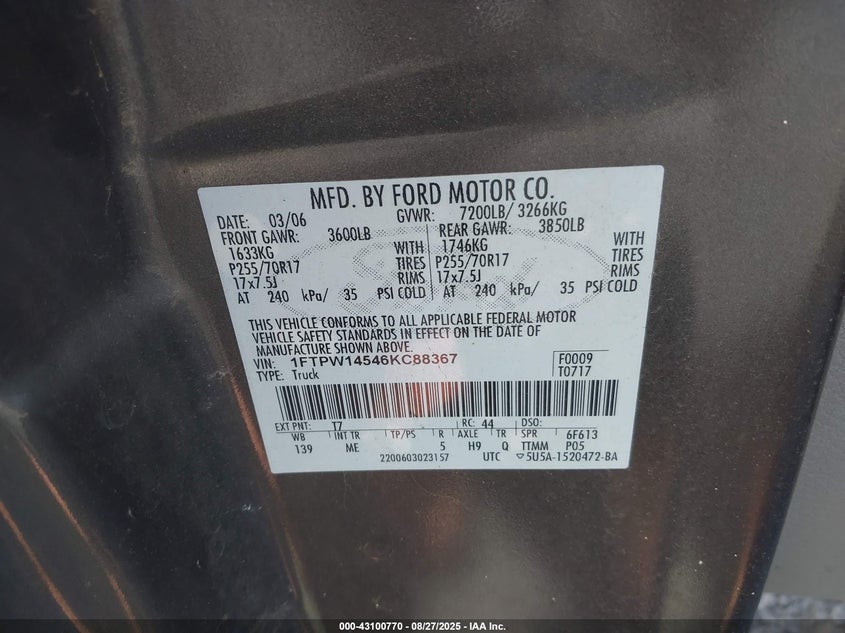 MFD. BY FORD MOTOR CO.
DATE: 03/06 GVWR: 7200LB/ 3266KG
FRONT GAWR: 3600LB REAR GAWR: 3850LB
1633KG WITH 1746KG WITH
P255/70R17 TIRES P255/70R17 TIRES
17x7.5J RIMS 17x7.5J RIMS
AT 240 kPa/ 35 PSI COLD AT 240 kPa/ 35 PSI COLD
THIS VEHICLE CONFORMS TO ALL APPLICABLE FEDERAL MOTOR
VEHICLE SAFETY STANDARDS IN EFFECT ON THE DATE OF
MANUFACTURE SHOWN ABOVE.
VIN: 1FTPW14546KC88367 F0009
TYPE: Truck T0717
EXT PNT: T7 RC: 44 DSO:
WB INT TR TP/PS R AXLE TR SPR 6F613
139 ME 5 H9 Q TTMM P05
2200603023157 UTC ▽5U5A-1520472-BA
000-43100770 - 08/27/2025 - IAA Inc.